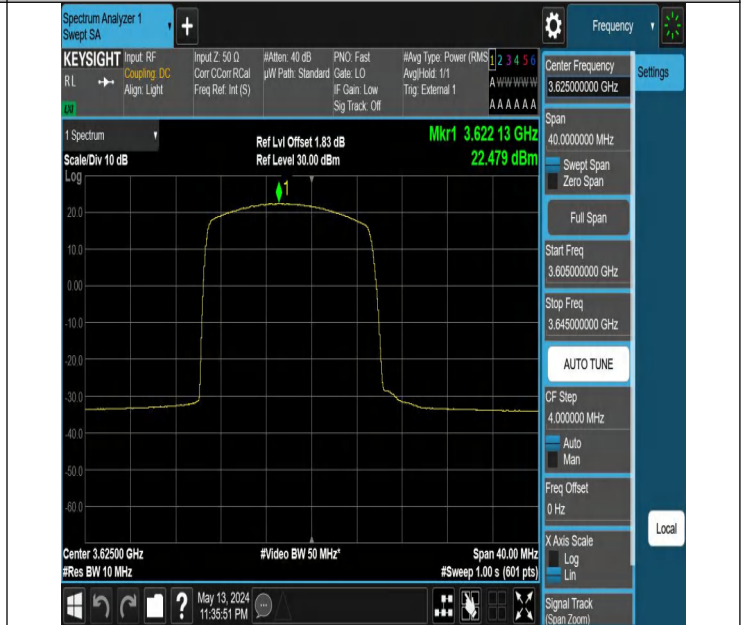 Spectrum Analyzer 1
Swept SA
+
Frequency
KEYSIGHT
RL
LXI
Input: RF
Coupling: DC
Align: Light
Input Z: 50 Ω
Corr CCorr RCal
Freq Ref: Int (S)
#Atten: 40 dB
µW Path: Standard
PNO: Fast
Gate: LO
IF Gain: Low
Sig Track: Off
#Avg Type: Power (RMS
Avg|Hold: 1/1
Trig: External 1
1 2 3 4 5 6
A W W W W W
A A A A A A
1 Spectrum
Scale/Div 10 dB
Log
Ref Lvl Offset 1.83 dB
Ref Level 30.00 dBm
Mkr1 3.622 13 GHz
22.479 dBm
1
20.0
10.0
0.00
-10.0
-20.0
-30.0
-40.0
-50.0
-60.0
Center 3.62500 GHz
#Res BW 10 MHz
#Video BW 50 MHz*
Span 40.00 MHz
#Sweep 1.00 s (601 pts)
?
May 13, 2024
11:35:51 PM
Center Frequency
3.625000000 GHz
Settings
Span
40.0000000 MHz
Swept Span
Zero Span
Full Span
Start Freq
3.605000000 GHz
Stop Freq
3.645000000 GHz
AUTO TUNE
CF Step
4.000000 MHz
Auto
Man
Freq Offset
0 Hz
X Axis Scale
Log
Lin
Local
Signal Track
(Span Zoom)